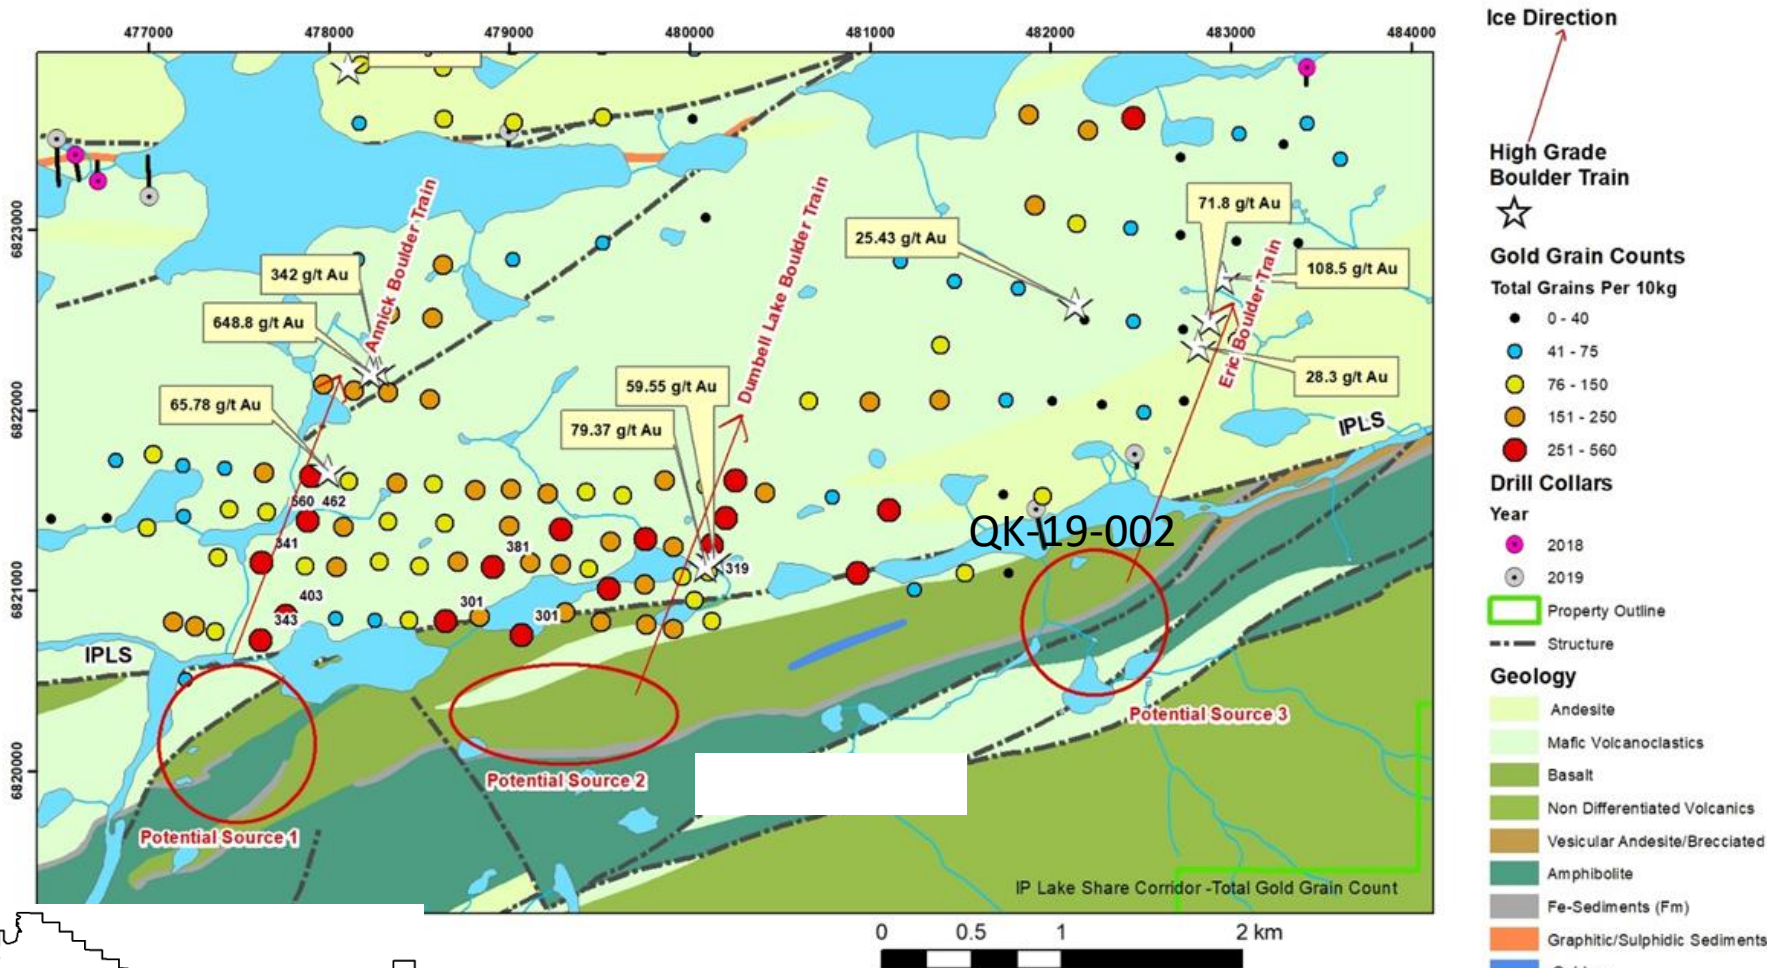 477000 478000 479000 480000 481000 482000 483000 484000
6823000
6822000
6821000
6820000
342 g/t Au
648.8 g/t Au
65.78 g/t Au
59.55 g/t Au
79.37 g/t Au
25.43 g/t Au
71.8 g/t Au
108.5 g/t Au
28.3 g/t Au
Annick Boulder Train
Dumbell Lake Boulder Train
Eric Boulder Train
560 462
341
403
343
381
301
301
319
IPLS
IPLS
QK-19-002
Potential Source 1
Potential Source 2
Potential Source 3
IP Lake Share Corridor -Total Gold Grain Count
0 0.5 1 2 km
Ice Direction
High Grade
Boulder Train
Gold Grain Counts
Total Grains Per 10kg
0 - 40
41 - 75
76 - 150
151 - 250
251 - 560
Drill Collars
Year
2018
2019
Property Outline
Structure
Geology
Andesite
Mafic Volcanoclastics
Basalt
Non Differentiated Volcanics
Vesicular Andesite/Brecciated
Amphibolite
Fe-Sediments (Fm)
Graphitic/Sulphidic Sediments